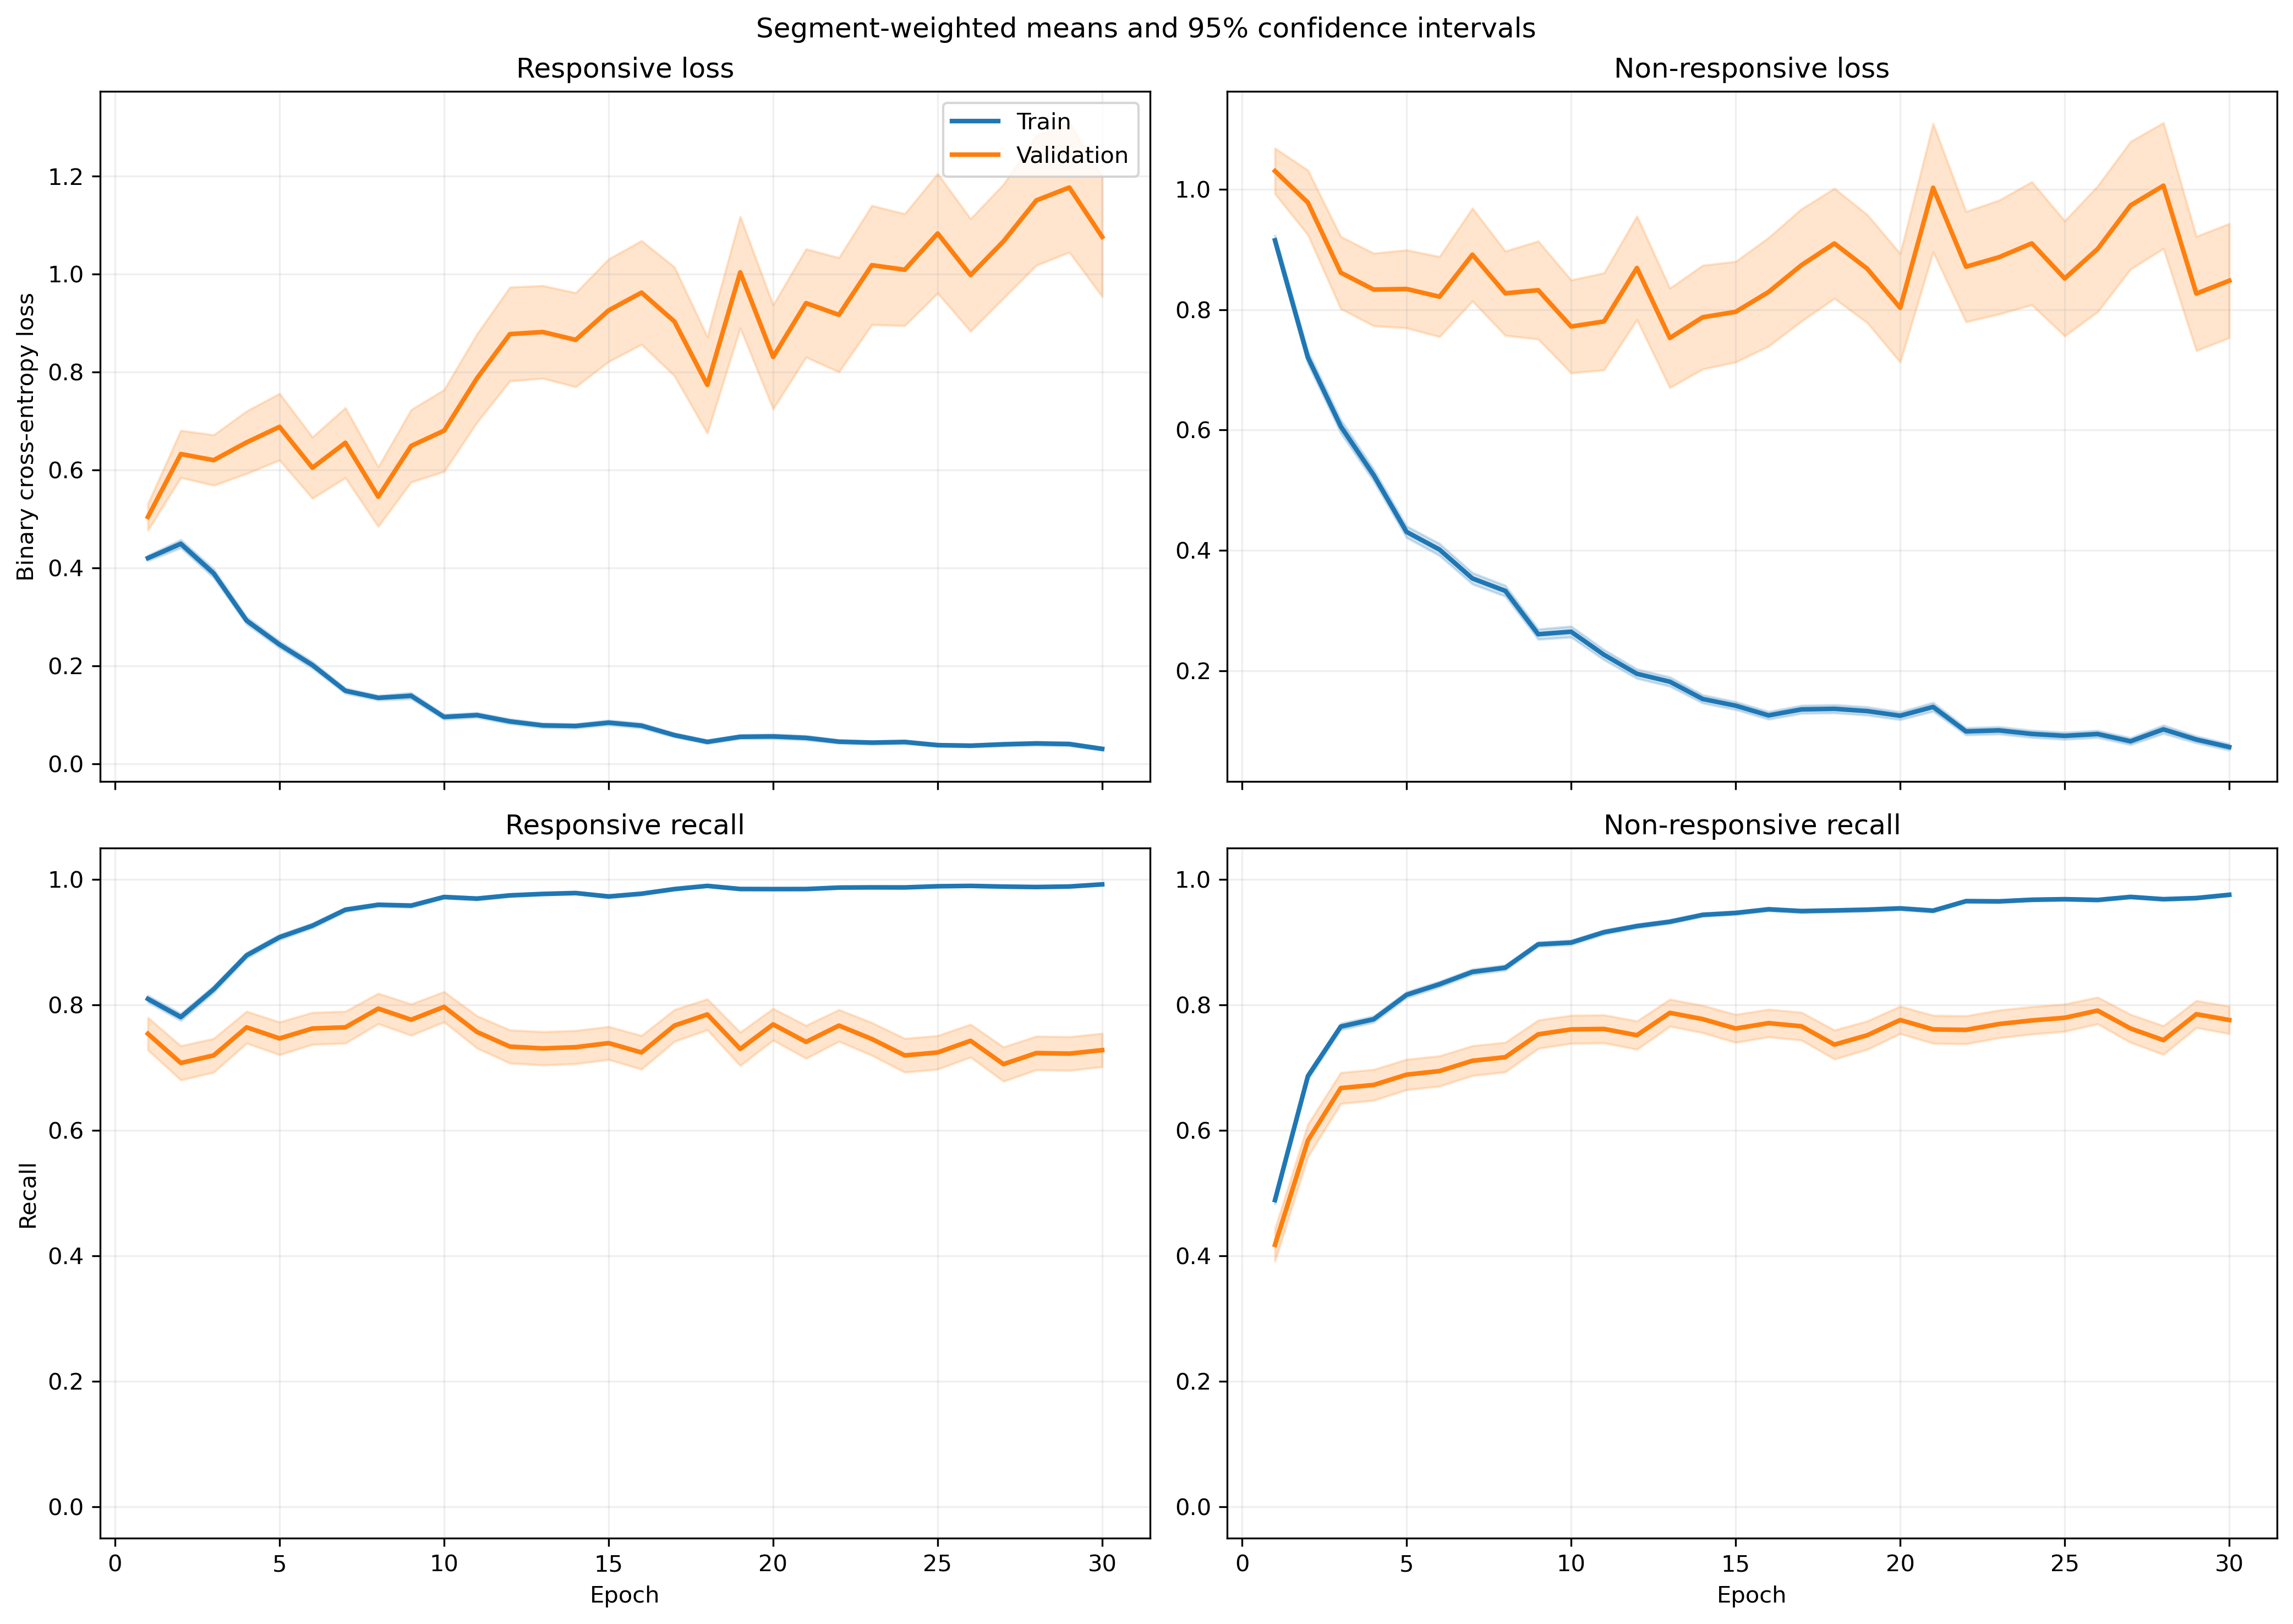 Segment-weighted means and 95% confidence intervals
Responsive loss
Non-responsive loss
Train
Validation
Binary cross-entropy loss
1.2
1.0
0.8
0.6
0.4
0.2
0.0
1.0
0.8
0.6
0.4
0.2
Responsive recall
Non-responsive recall
Recall
1.0
0.8
0.6
0.4
0.2
0.0
0 5 10 15 20 25 30
Epoch
1.0
0.8
0.6
0.4
0.2
0.0
0 5 10 15 20 25 30
Epoch